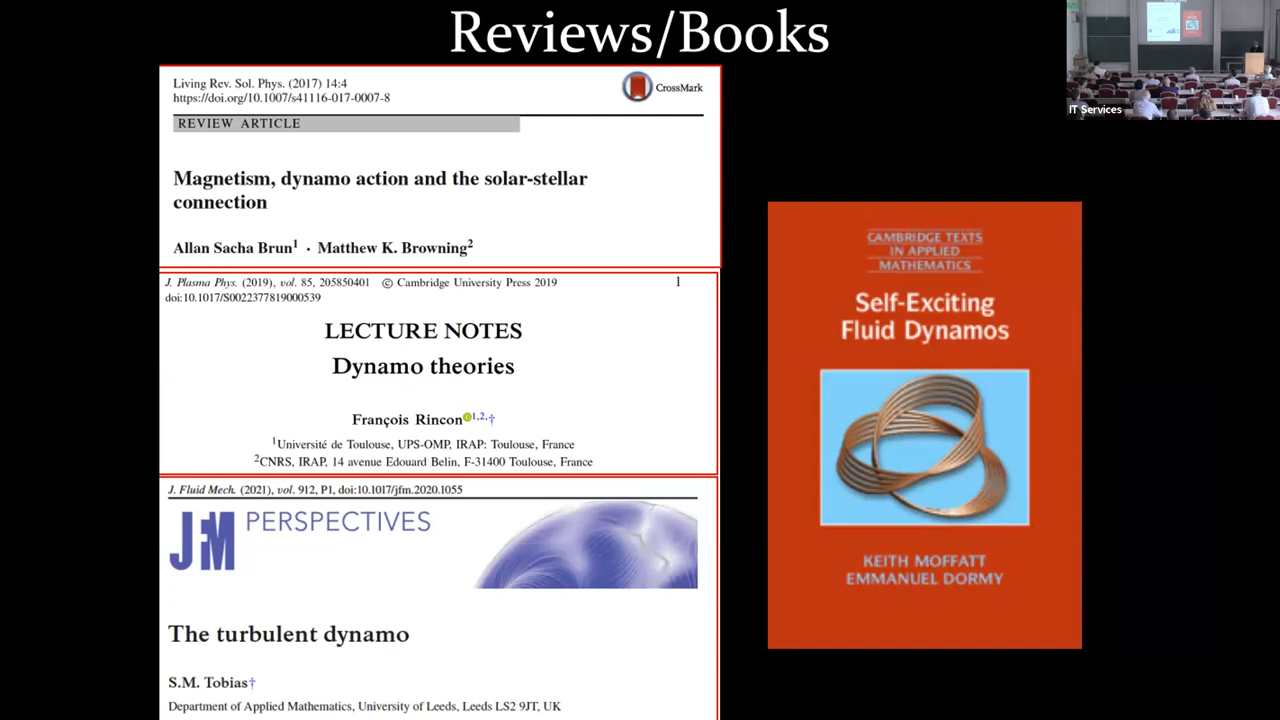 Reviews/Books
Living Rev. Sol. Phys. (2017) 14:4
https://doi.org/10.1007/s41116-017-0007-8
CrossMark
REVIEW ARTICLE
Magnetism, dynamo action and the solar-stellar
connection
Allan Sacha Brun1 · Matthew K. Browning2
J. Plasma Phys. (2019), vol. 85, 205850401 © Cambridge University Press 2019 1
doi:10.1017/S0022377819000539
LECTURE NOTES
Dynamo theories
François Rincon1,2,†
1Université de Toulouse, UPS-OMP, IRAP: Toulouse, France
2CNRS, IRAP, 14 avenue Edouard Belin, F-31400 Toulouse, France
J. Fluid Mech. (2021), vol. 912, P1, doi:10.1017/jfm.2020.1055
JFM PERSPECTIVES
The turbulent dynamo
S.M. Tobias†
Department of Applied Mathematics, University of Leeds, Leeds LS2 9JT, UK
CAMBRIDGE TEXTS
IN APPLIED
MATHEMATICS
Self-Exciting
Fluid Dynamos
KEITH MOFFATT
EMMANUEL DORMY
IT Services